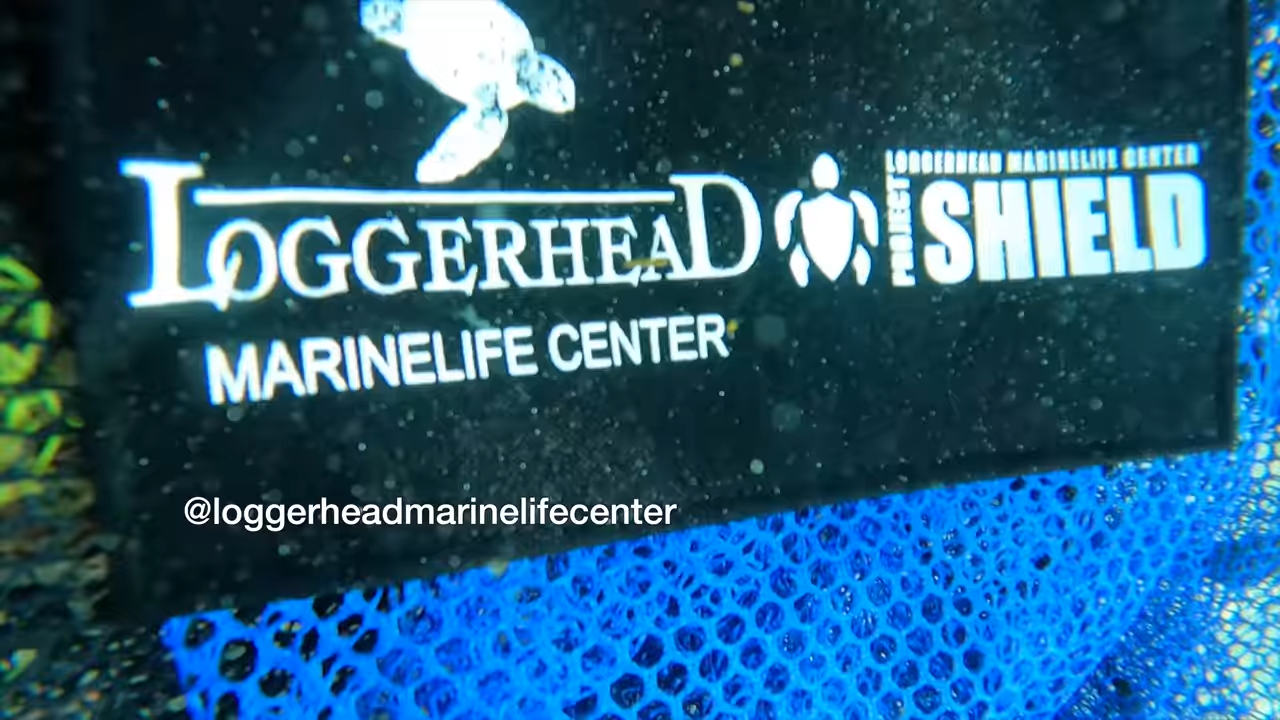 LOGGERHEAD
MARINELIFE CENTER
LOGGERHEAD MARINELIFE CENTER
PROJECT
SHIELD
@loggerheadmarinelifecenter